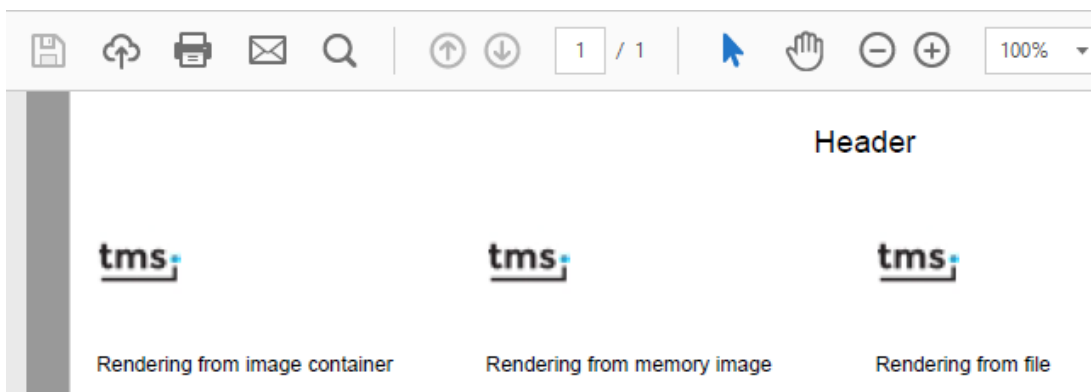 1 / 1 100%
Header
tms tms tms
Rendering from image container Rendering from memory image Rendering from file